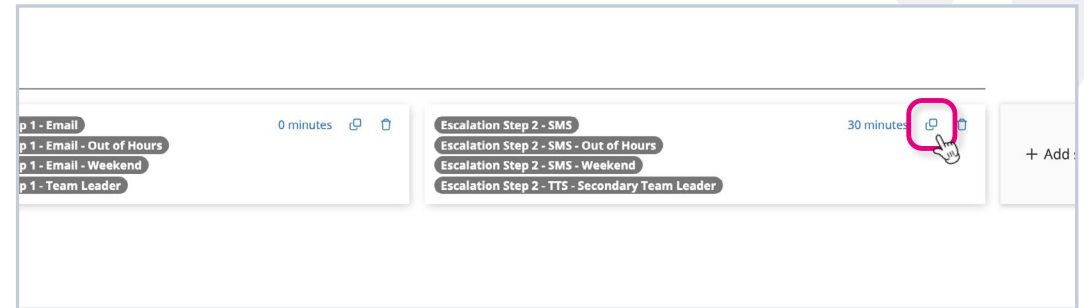 p 1 - Email
p 1 - Email - Out of Hours
p 1 - Email - Weekend
p 1 - Team Leader
0 minutes
Escalation Step 2 - SMS
Escalation Step 2 - SMS - Out of Hours
Escalation Step 2 - SMS - Weekend
Escalation Step 2 - TTS - Secondary Team Leader
30 minutes
+ Add